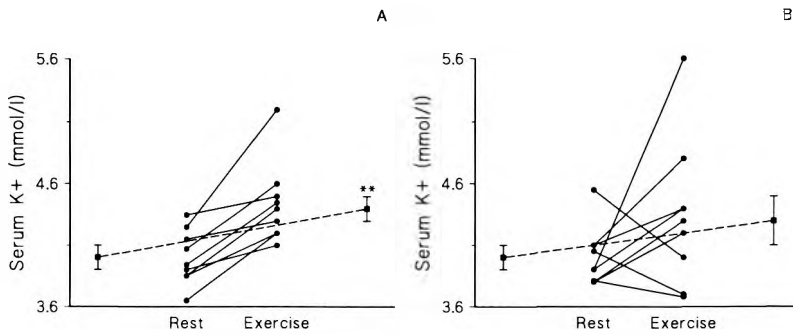 A
5.6
4.6
3.6
Serum K+ (mmol/l)
**
Rest Exercise
B
5.6
4.6
3.6
Serum K+ (mmol/l)
Rest Exercise